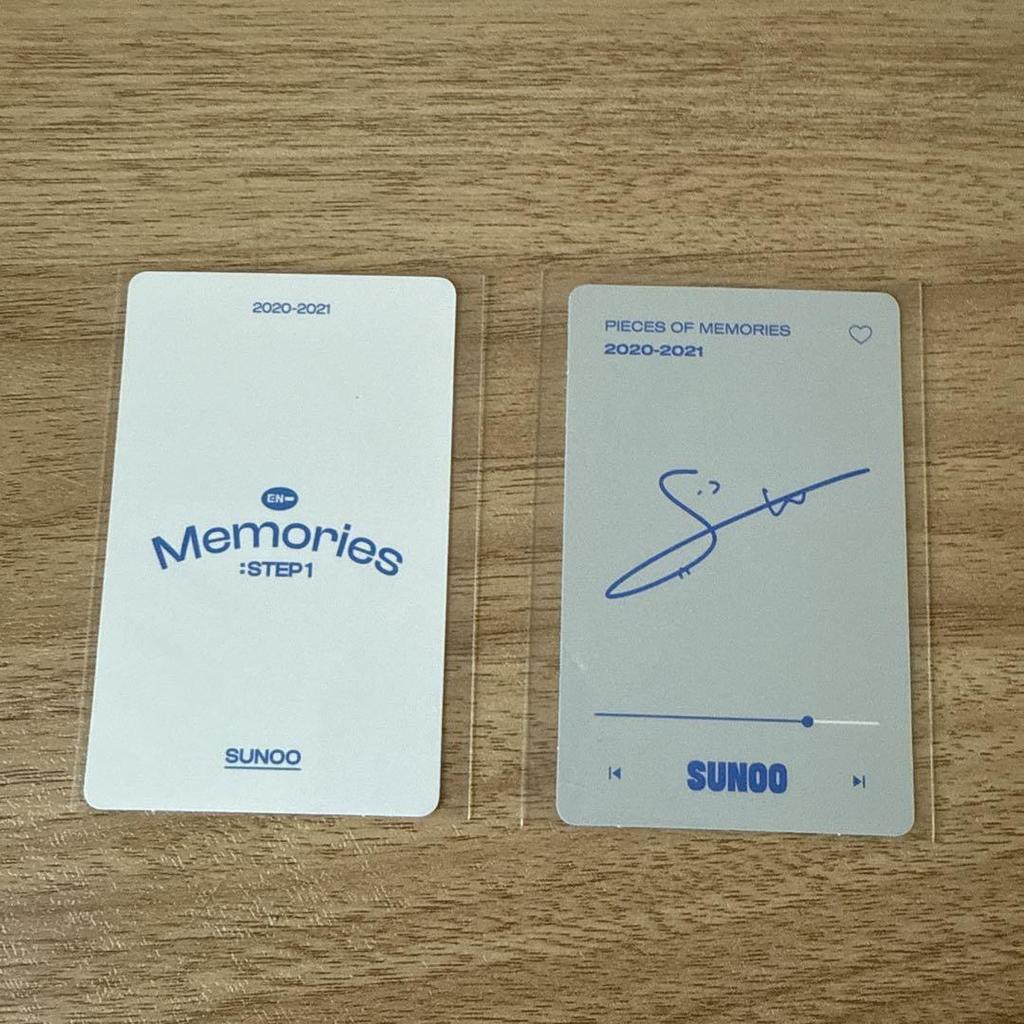 2020-2021
EN-
Memories
:STEP1
SUNOO
PIECES OF MEMORIES
2020-2021
SUNOO